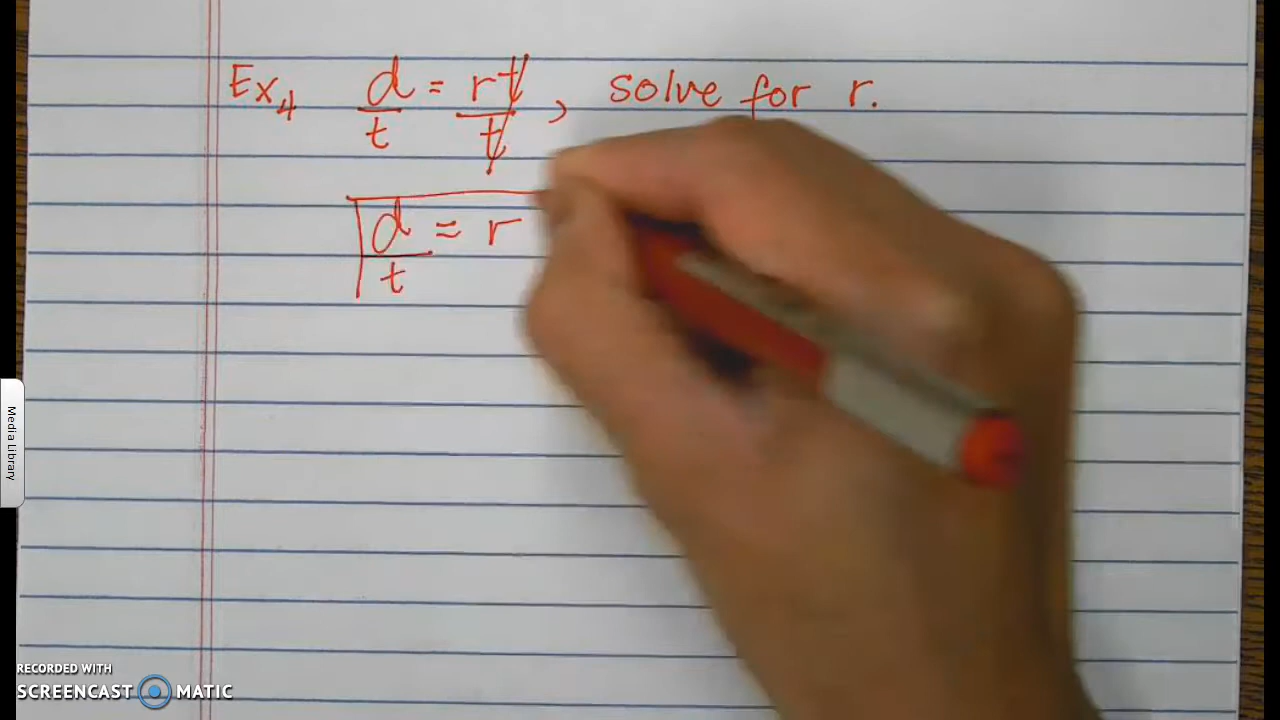 Ex4 d = rt, solve for r.
t t
d = r
t
Media Library
RECORDED WITH
SCREENCAST MATIC